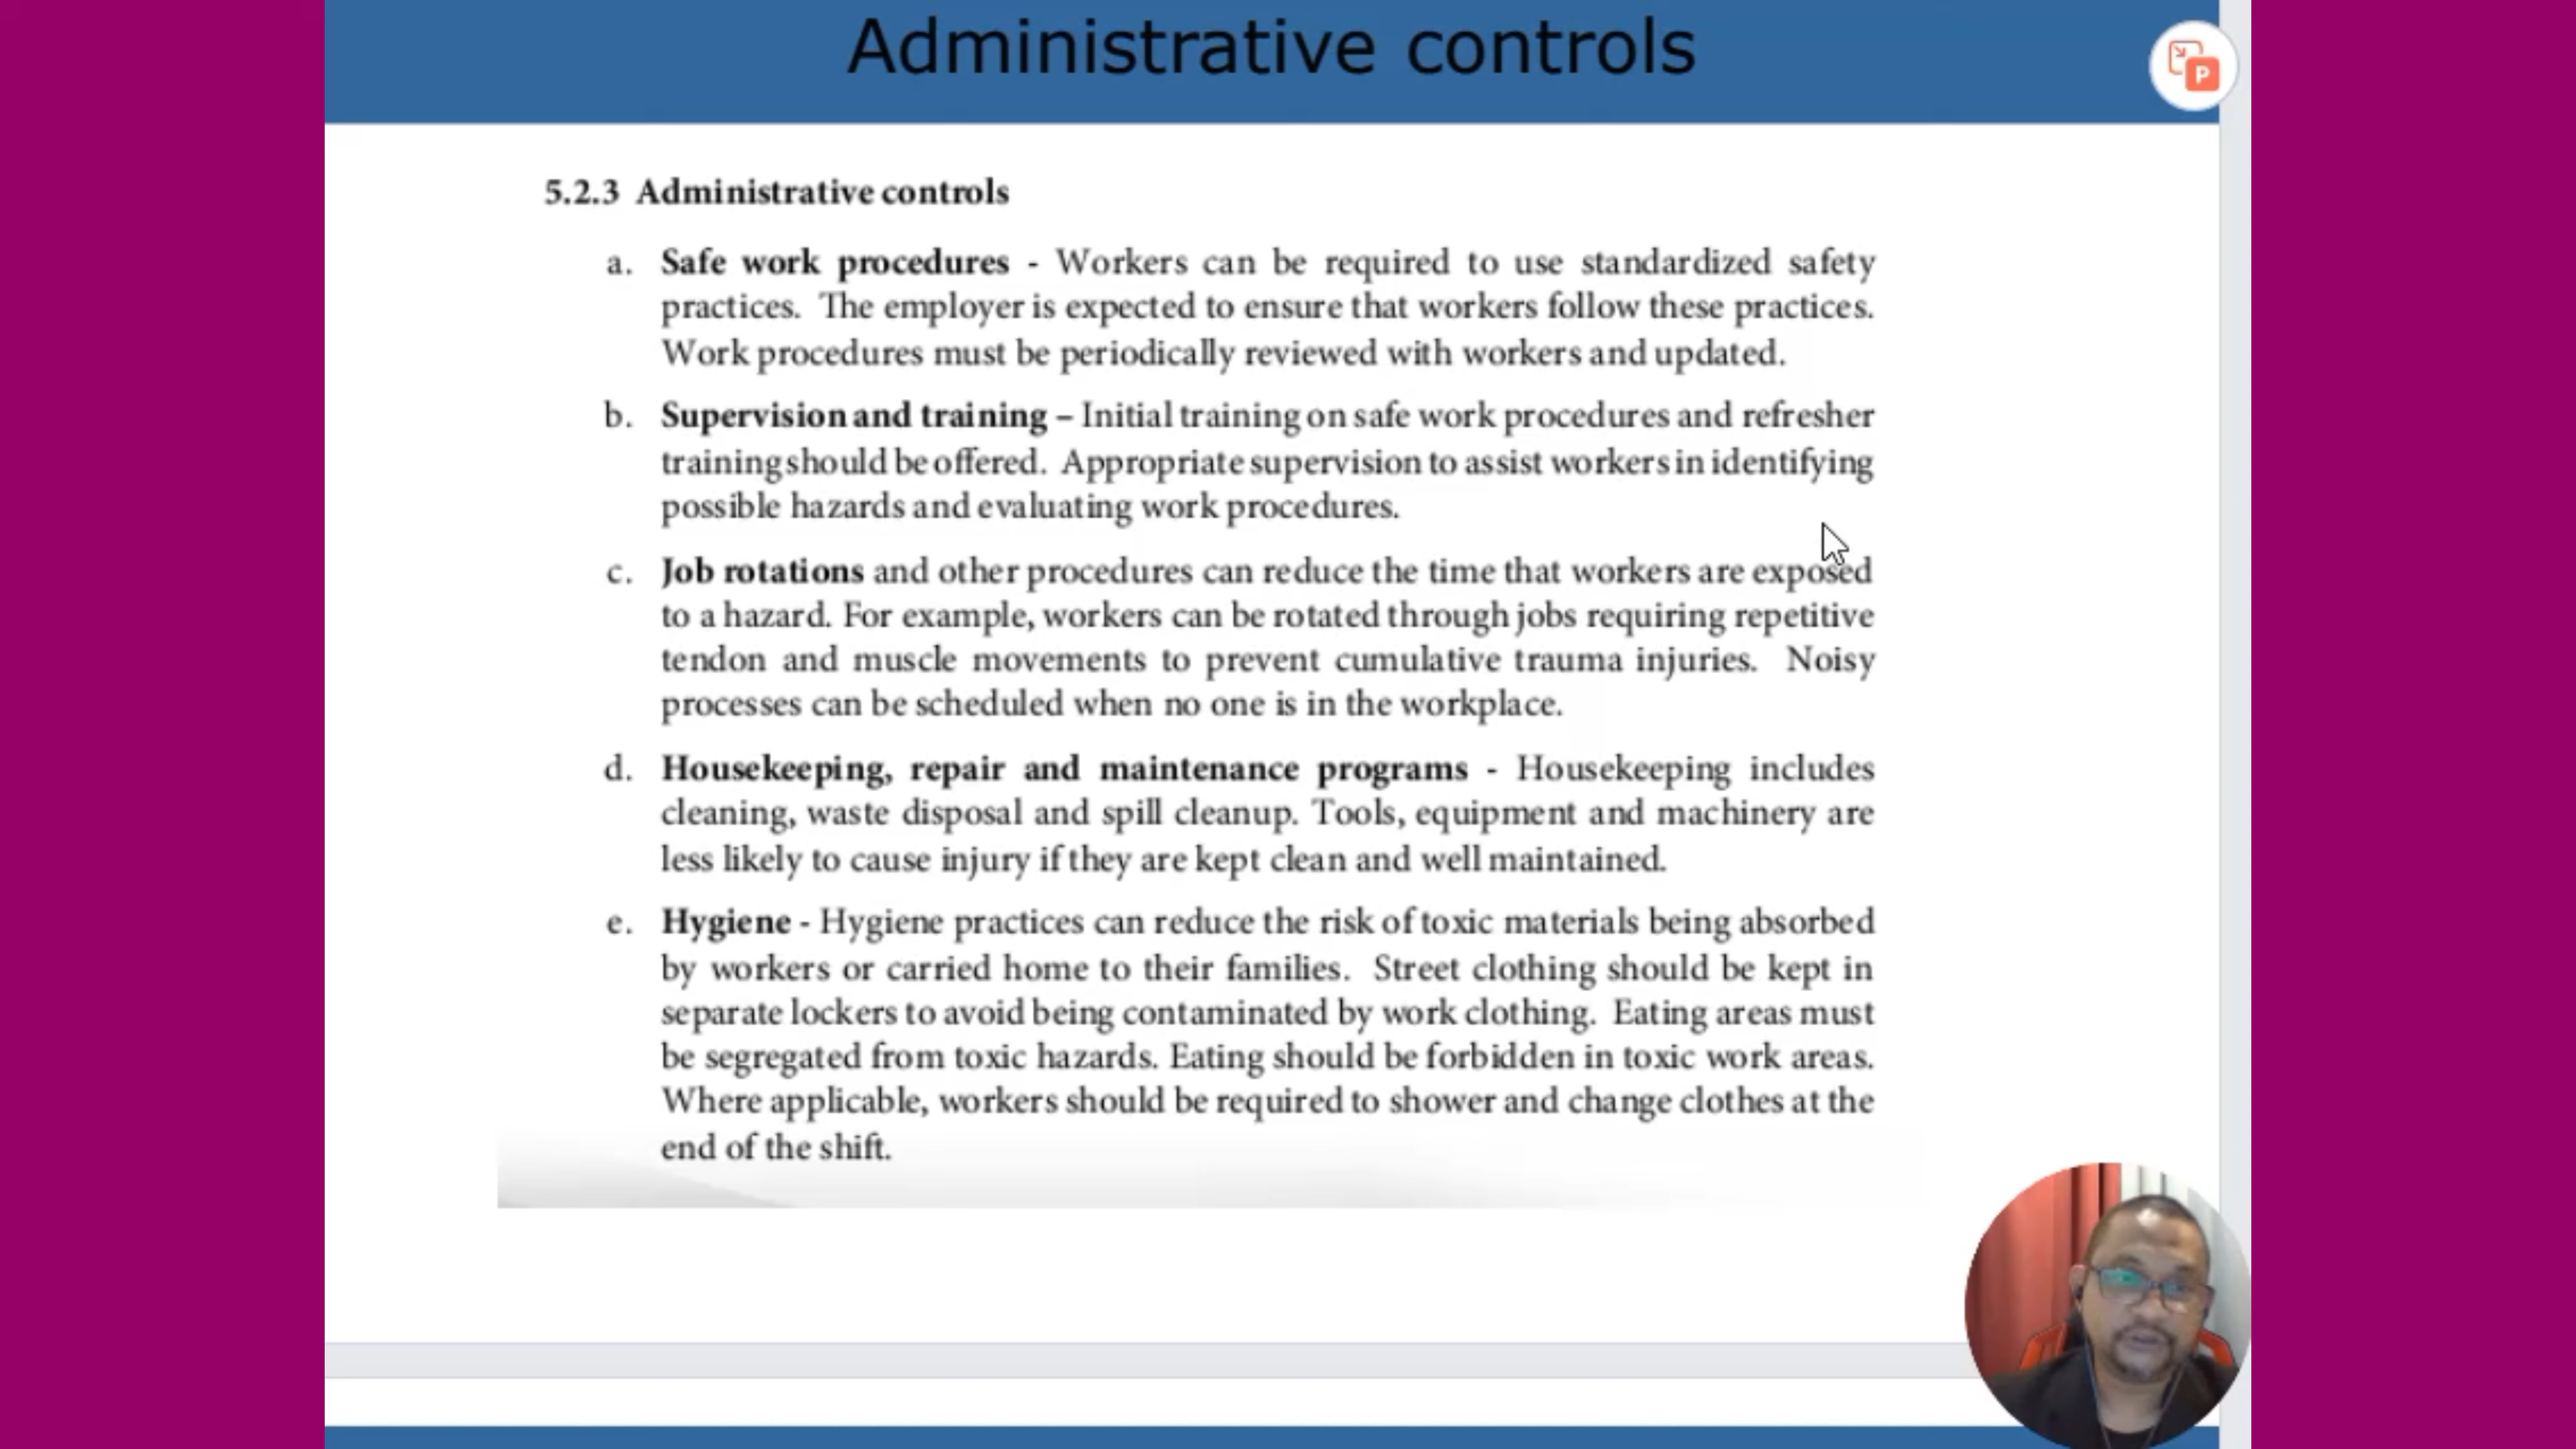 Administrative controls
P
5.2.3 Administrative controls
a. Safe work procedures - Workers can be required to use standardized safety
practices. The employer is expected to ensure that workers follow these practices.
Work procedures must be periodically reviewed with workers and updated.
b. Supervision and training – Initial training on safe work procedures and refresher
training should be offered. Appropriate supervision to assist workers in identifying
possible hazards and evaluating work procedures.
c. Job rotations and other procedures can reduce the time that workers are exposed
to a hazard. For example, workers can be rotated through jobs requiring repetitive
tendon and muscle movements to prevent cumulative trauma injuries. Noisy
processes can be scheduled when no one is in the workplace.
d. Housekeeping, repair and maintenance programs - Housekeeping includes
cleaning, waste disposal and spill cleanup. Tools, equipment and machinery are
less likely to cause injury if they are kept clean and well maintained.
e. Hygiene - Hygiene practices can reduce the risk of toxic materials being absorbed
by workers or carried home to their families. Street clothing should be kept in
separate lockers to avoid being contaminated by work clothing. Eating areas must
be segregated from toxic hazards. Eating should be forbidden in toxic work areas.
Where applicable, workers should be required to shower and change clothes at the
end of the shift.